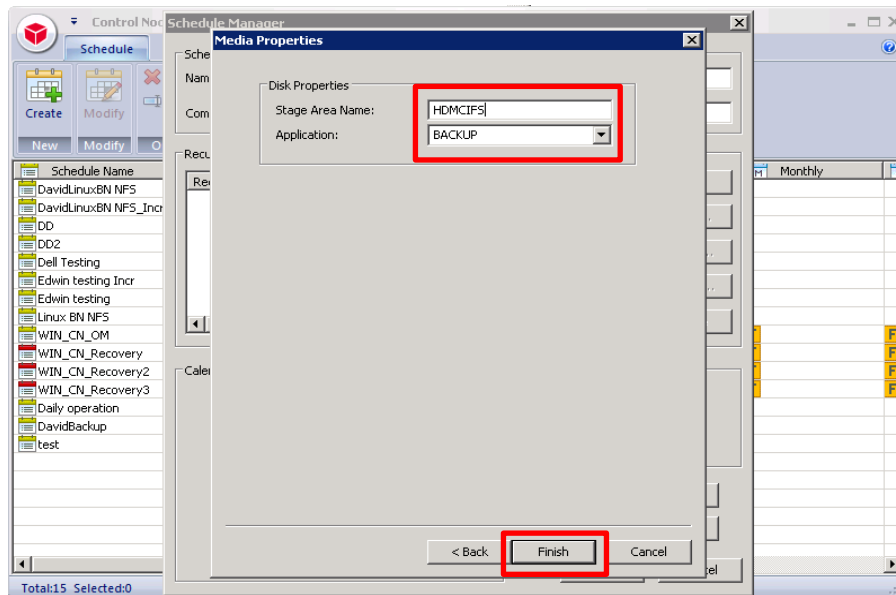 Control Noc
Schedule Manager
Media Properties
Schedule
Sche
Nam
Com
Create
Modify
New
Modify
O
Disk Properties
Stage Area Name:
HDMCIFS
Application:
BACKUP
Recu
Re
Schedule Name
Monthly
DavidLinuxBN NFS
DavidLinuxBN NFS_Incr
DD
DD2
Dell Testing
Edwin testing Incr
Edwin testing
Linux BN NFS
WIN_CN_OM
WIN_CN_Recovery
WIN_CN_Recovery2
WIN_CN_Recovery3
Daily operation
DavidBackup
test
Caler
F
F
F
F
< Back
Finish
Cancel
cel
Total:15 Selected:0